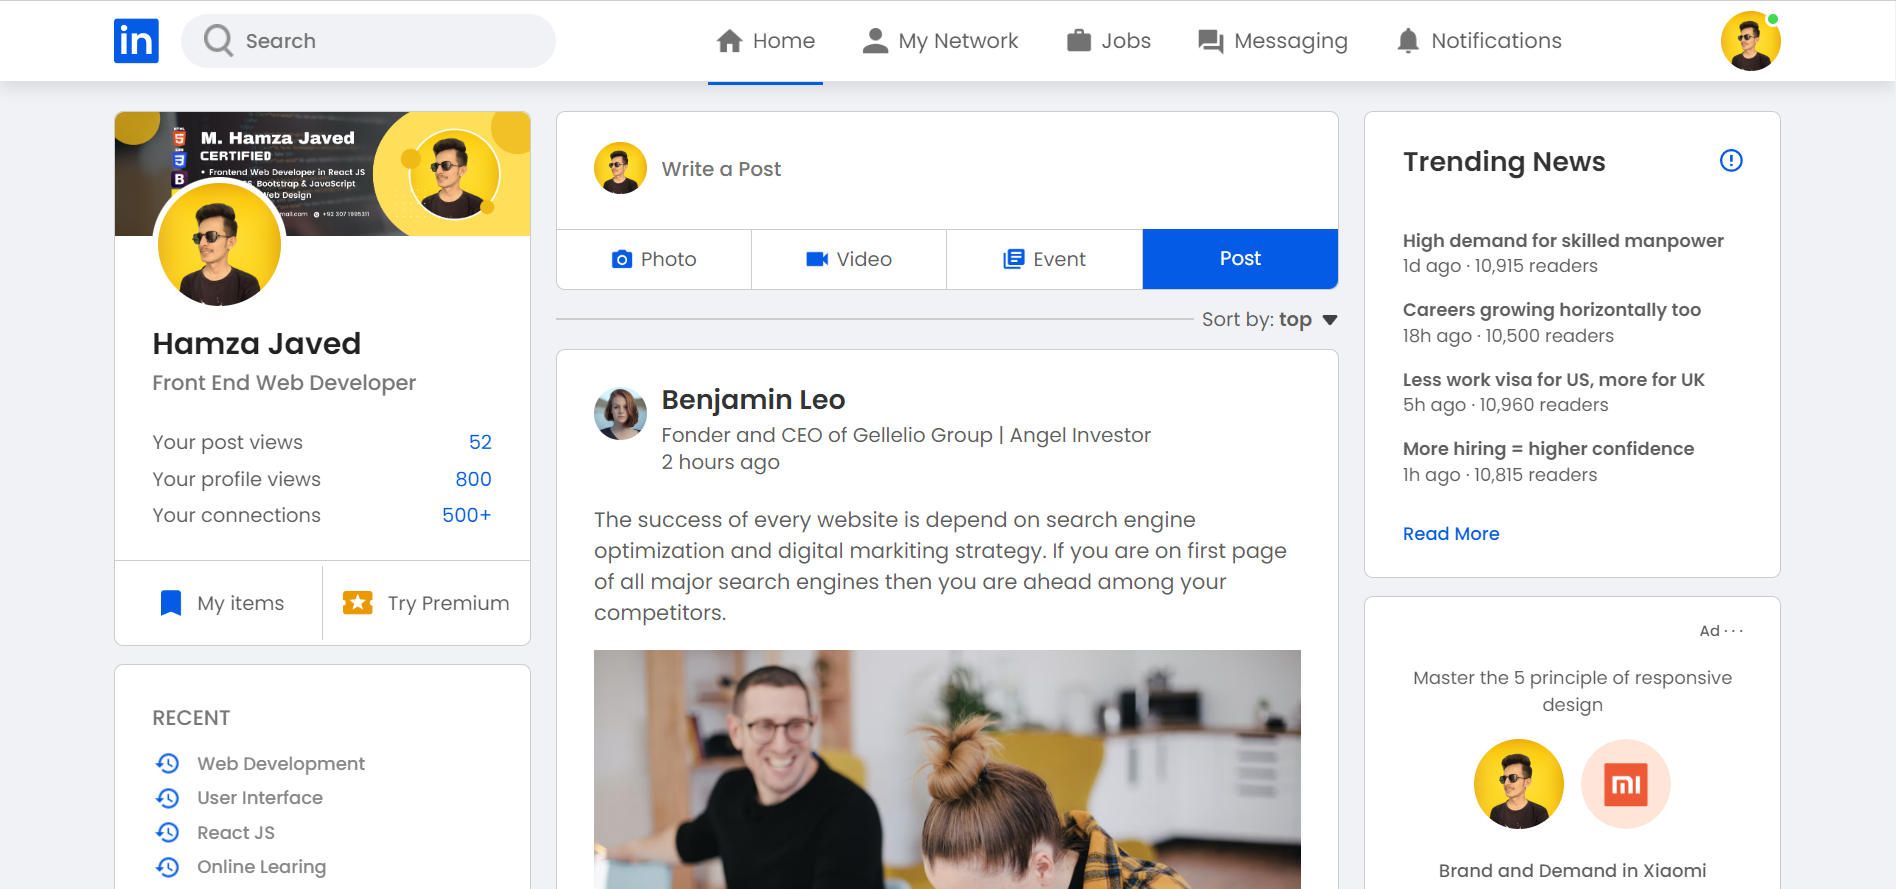 in
Search
Home
My Network
Jobs
Messaging
Notifications
M. Hamza Javed
CERTIFIED
• Frontend Web Developer in React JS
Bootstrap & JavaScript
Web Design
mail.com
+92 307 1995311
Hamza Javed
Front End Web Developer
Your post views 52
Your profile views 800
Your connections 500+
My items
Try Premium
RECENT
Web Development
User Interface
React JS
Online Learing
Write a Post
Photo
Video
Event
Post
Sort by: top
Benjamin Leo
Fonder and CEO of Gellelio Group | Angel Investor
2 hours ago
The success of every website is depend on search engine
optimization and digital markiting strategy. If you are on first page
of all major search engines then you are ahead among your
competitors.
Trending News
High demand for skilled manpower
1d ago · 10,915 readers
Careers growing horizontally too
18h ago · 10,500 readers
Less work visa for US, more for UK
5h ago · 10,960 readers
More hiring = higher confidence
1h ago · 10,815 readers
Read More
Ad · · ·
Master the 5 principle of responsive
design
mi
Brand and Demand in Xiaomi